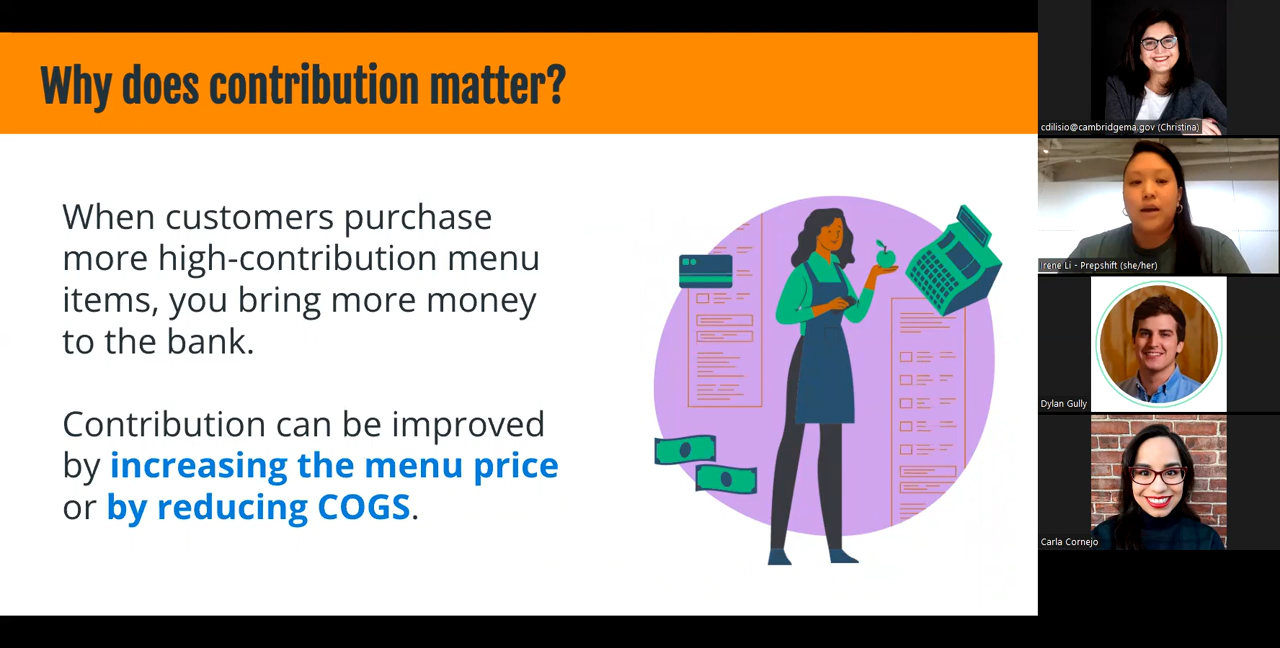 Why does contribution matter?
When customers purchase
more high-contribution menu
items, you bring more money
to the bank.
Contribution can be improved
by increasing the menu price
or by reducing COGS.
cdilisio@cambridgema.gov (Christina)
Irene Li - Prepshift (she/her)
Dylan Gully
Carla Cornejo